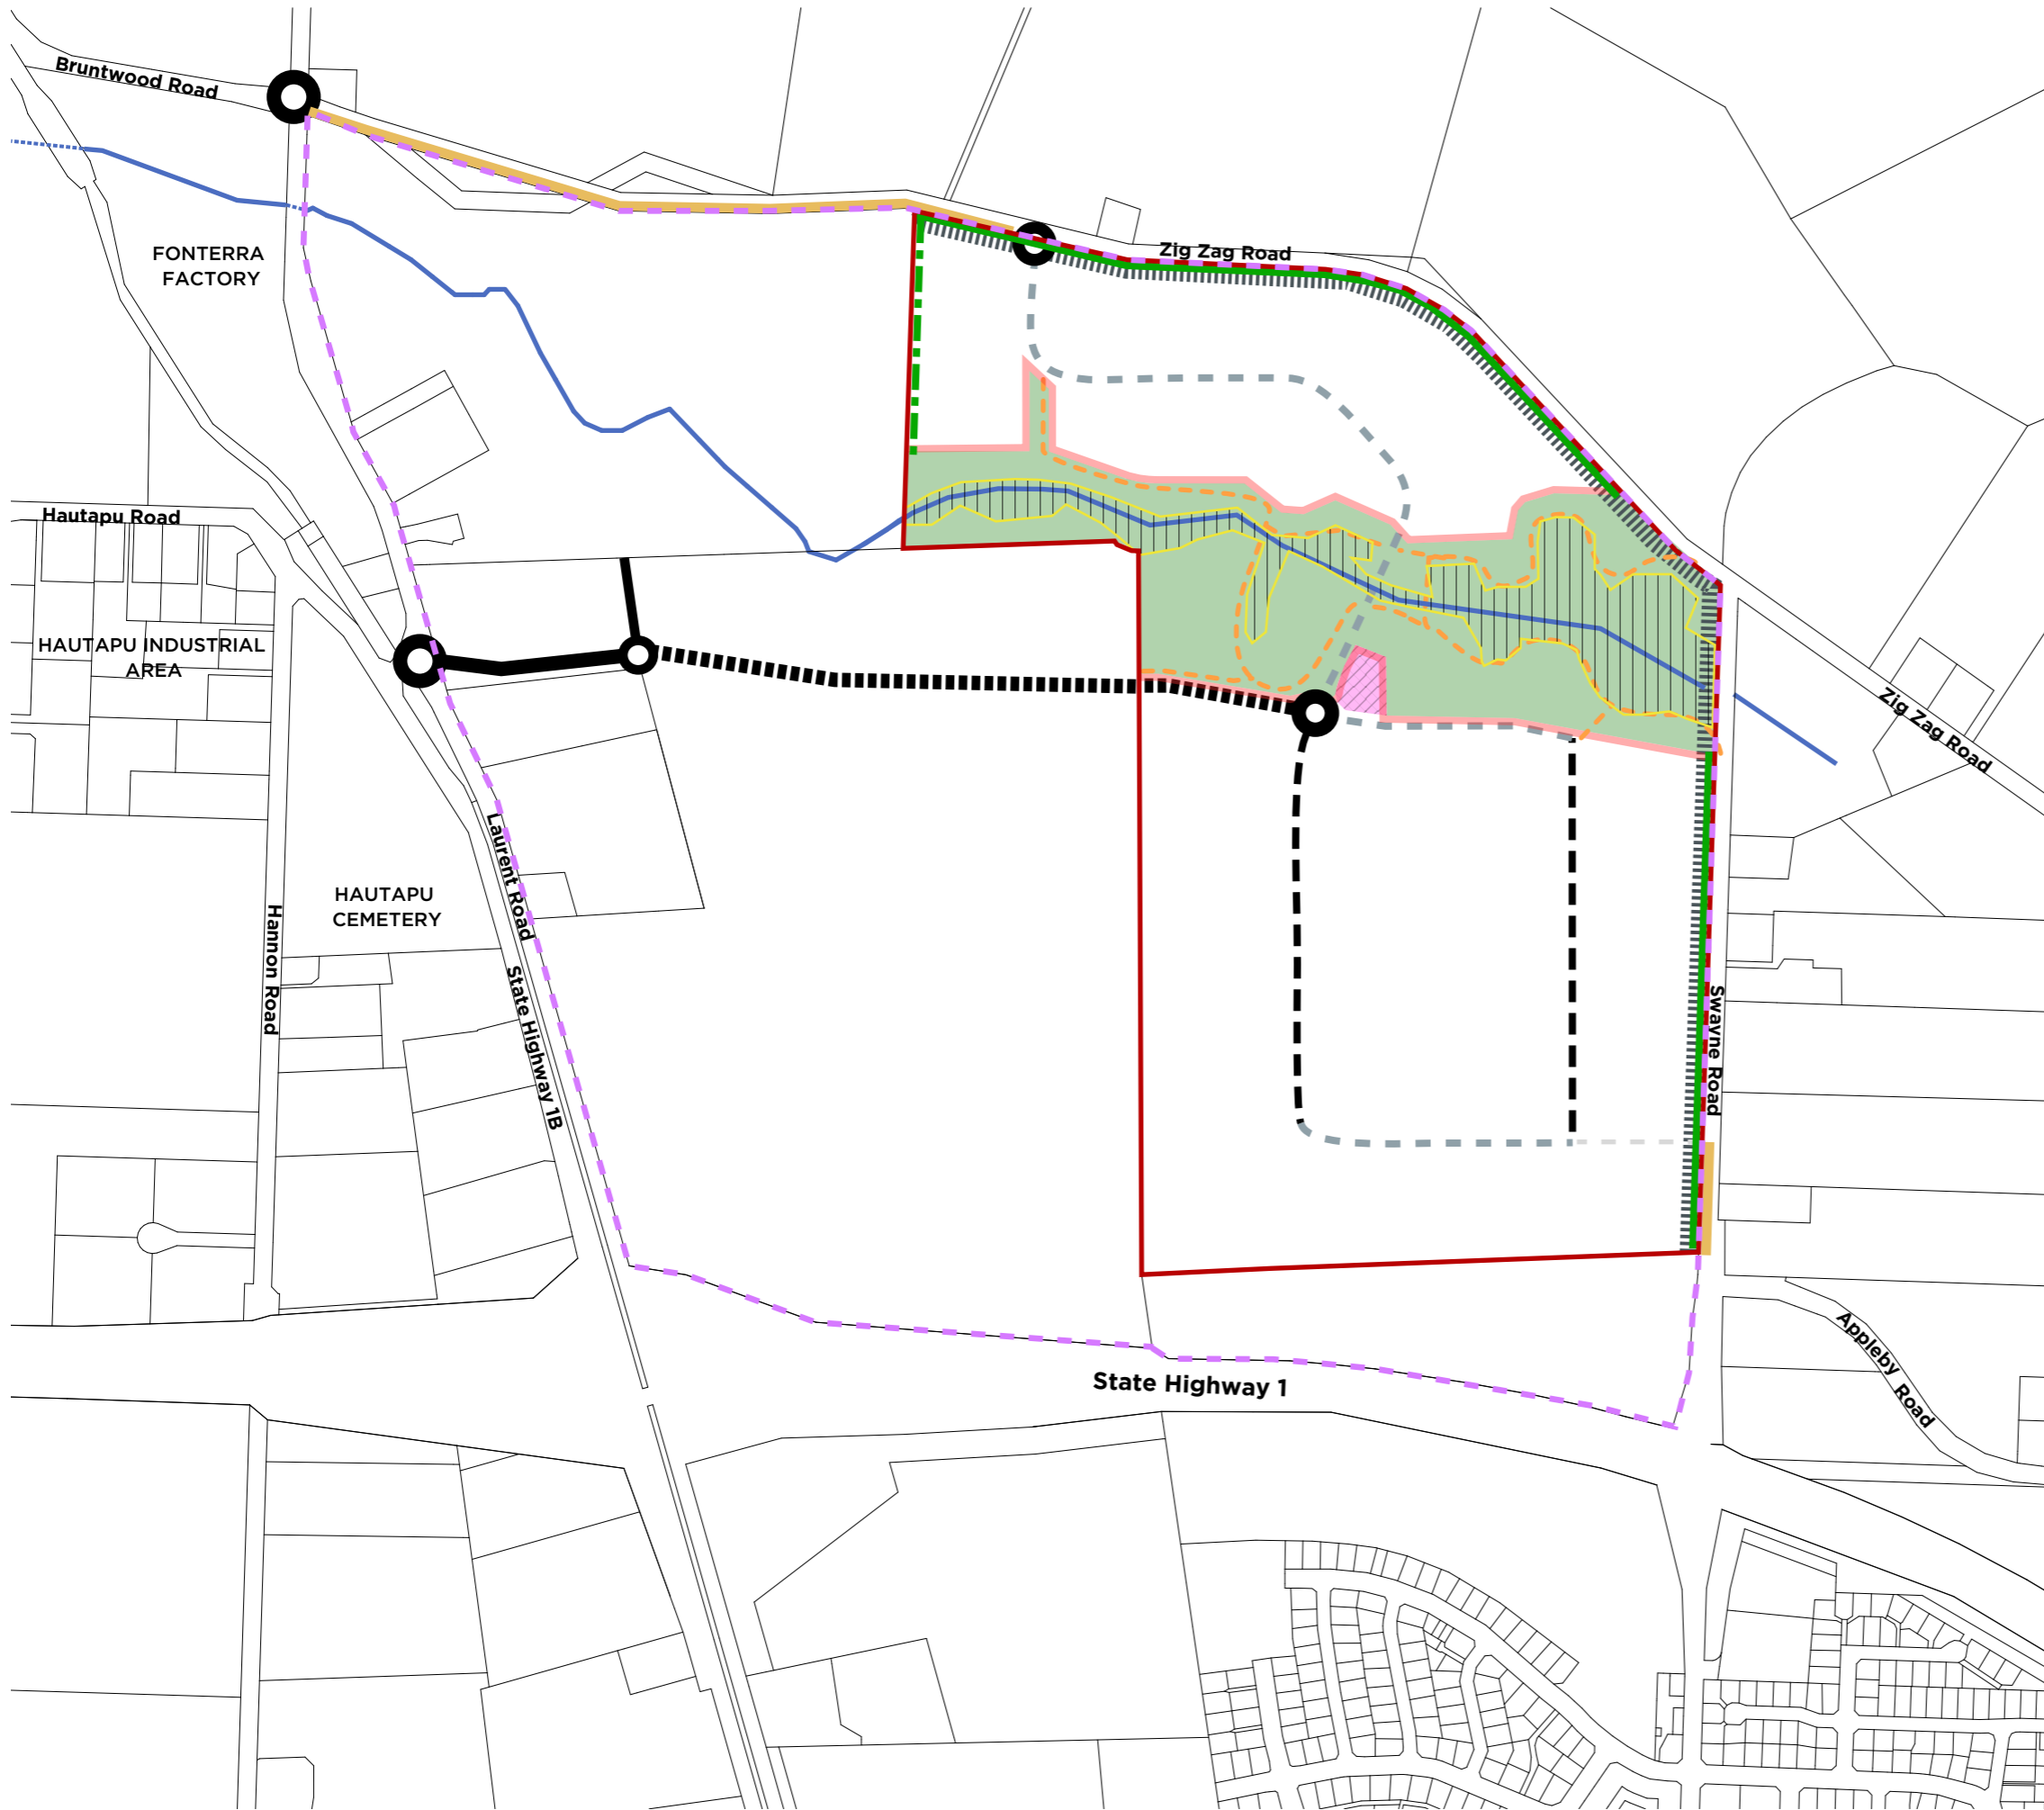 Bruntwood Road
Zig Zag Road
FONTERRA
FACTORY
Hautapu Road
HAUTAPU INDUSTRIAL
AREA
Zig Zag Road
Laurent Road
HAUTAPU
CEMETERY
Hannon Road
State Highway 1B
Swayne Road
Appleby Road
State Highway 1